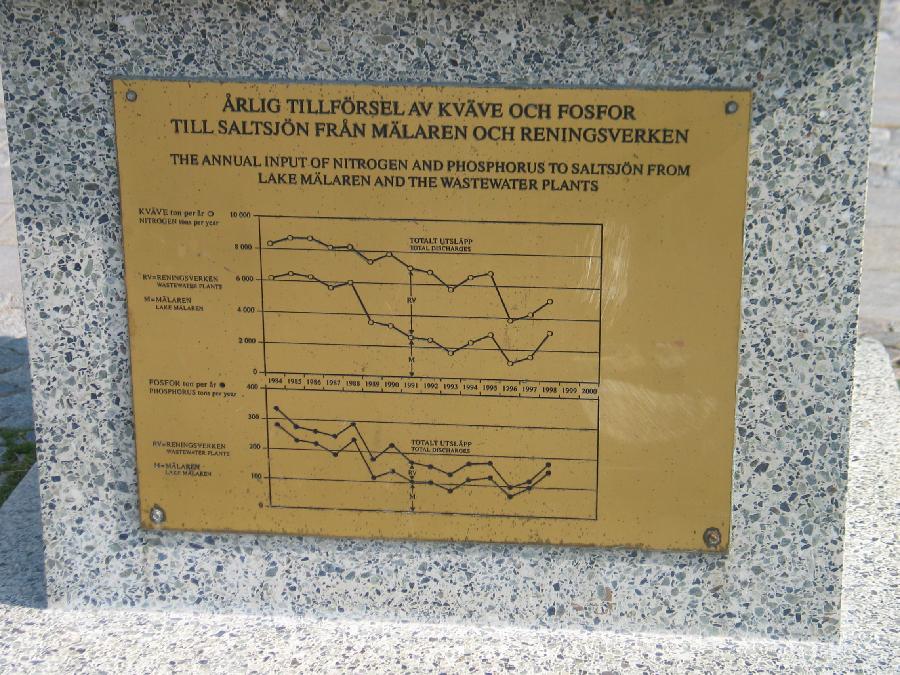 ÅRLIG TILLFÖRSEL AV KVÄVE OCH FOSFOR
TILL SALTSJÖN FRÅN MÄLAREN OCH RENINGSVERKEN
THE ANNUAL INPUT OF NITROGEN AND PHOSPHORUS TO SALTSJÖN FROM
LAKE MÄLAREN AND THE WASTEWATER PLANTS
KVÄVE ton per år
NITROGEN tons per year
10 000
8 000
6 000
4 000
2 000
0
RV=RENINGSVERKEN
WASTEWATER PLANTS
M=MÄLAREN
LAKE MÄLAREN
TOTALT UTSLÄPP
TOTAL DISCHARGES
RV
M
1984 1985 1986 1987 1988 1989 1990 1991 1992 1993 1994 1995 1296 1997 1998 1999 2000
FOSFOR ton per år
PHOSPHORUS tons per year
400
300
200
100
0
RV=RENINGSVERKEN
WASTEWATER PLANTS
M=MÄLAREN
LAKE MÄLAREN
TOTALT UTSLÄPP
TOTAL DISCHARGES
RV
M